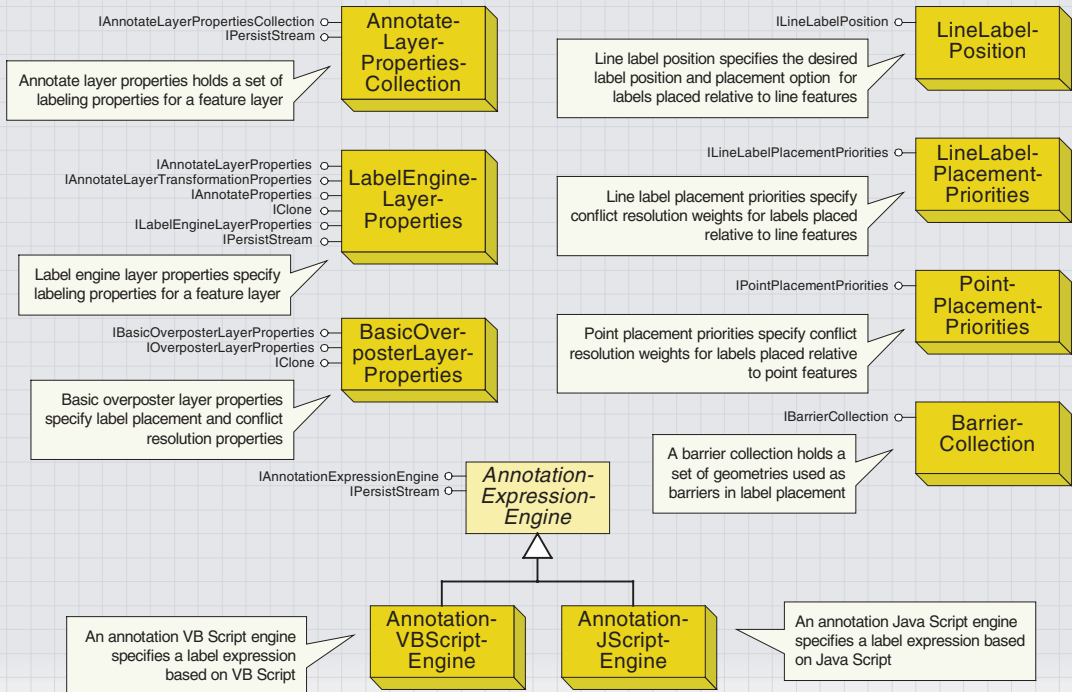 IAnnotateLayerPropertiesCollection
IPersistStream
Annotate-
Layer-
Properties-
Collection
Annotate layer properties holds a set of
labeling properties for a feature layer
IAnnotateLayerProperties
IAnnotateLayerTransformationProperties
IAnnotateProperties
IClone
ILabelEngineLayerProperties
IPersistStream
LabelEngine-
Layer-
Properties
Label engine layer properties specify
labeling properties for a feature layer
IBasicOverposterLayerProperties
IOverposterLayerProperties
IClone
BasicOver-
posterLayer-
Properties
Basic overposter layer properties
specify label placement and conflict
resolution properties
ILineLabelPosition
LineLabel-
Position
Line label position specifies the desired
label position and placement option for
labels placed relative to line features
ILineLabelPlacementPriorities
LineLabel-
Placement-
Priorities
Line label placement priorities specify
conflict resolution weights for labels placed
relative to line features
IPointPlacementPriorities
Point-
Placement-
Priorities
Point placement priorities specify conflict
resolution weights for labels placed relative
to point features
IBarrierCollection
Barrier-
Collection
A barrier collection holds a
set of geometries used as
barriers in label placement
IAnnotationExpressionEngine
IPersistStream
Annotation-
Expression-
Engine
An annotation VB Script engine
specifies a label expression
based on VB Script
Annotation-
VBScript-
Engine
Annotation-
JScript-
Engine
An annotation Java Script engine
specifies a label expression based
on Java Script